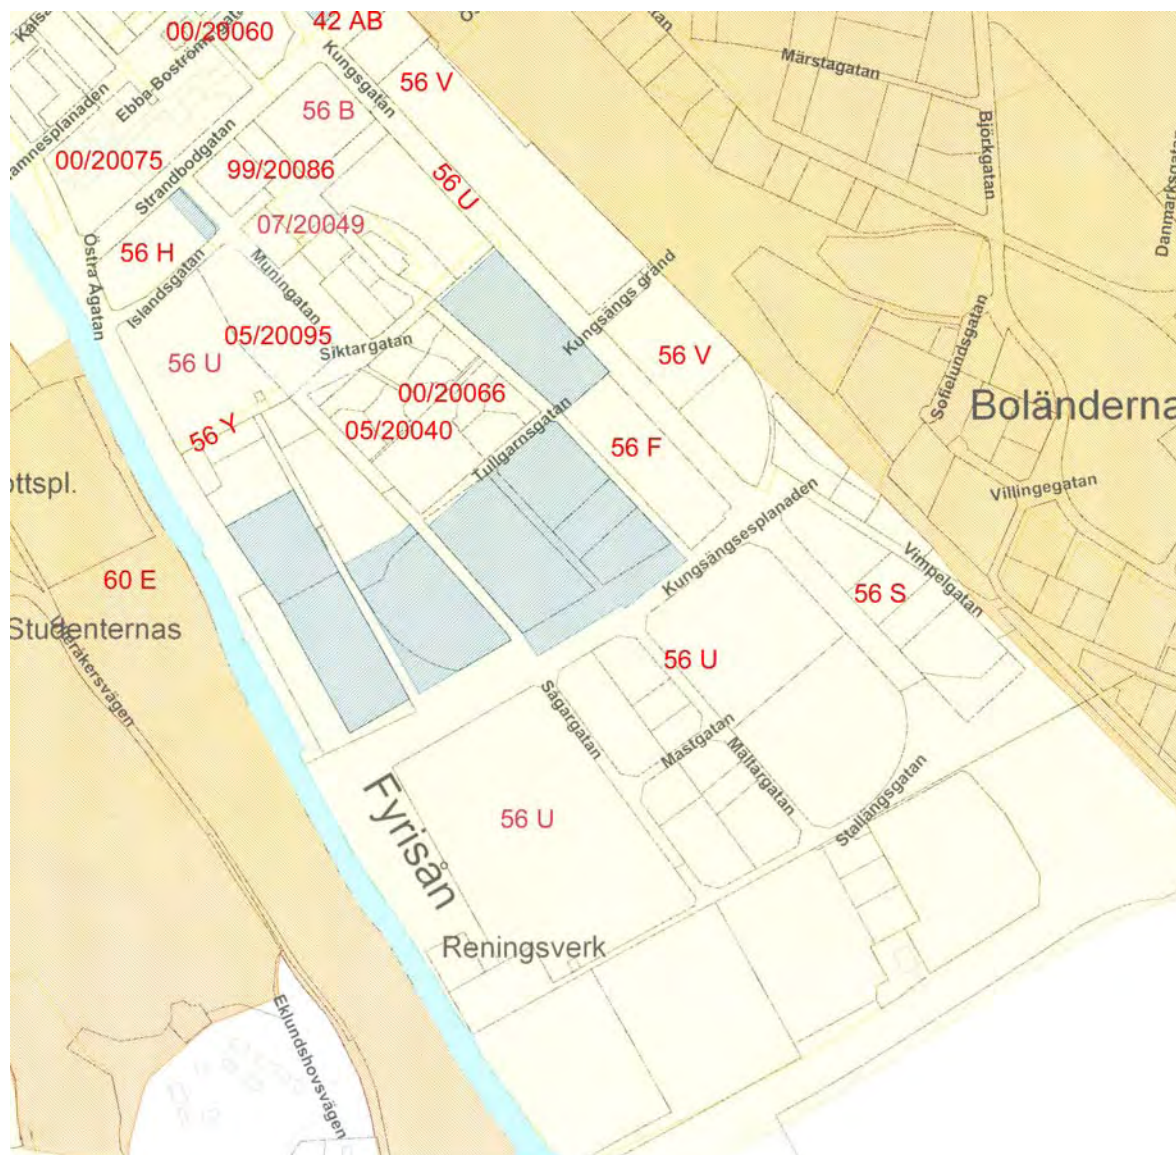 00/20060
42 AB
Ebba-Boströmsgatan
Kungsgatan
56 V
Märstagatan
56 B
Björkgatan
00/20075
Strandbodgatan
99/20086
56 U
07/20049
56 H
Östra Ågatan
Islandsgatan
Muningatan
Kungsängs gränd
05/20095
Siktargatan
56 U
56 V
Sofielundsgatan
Boländerna
00/20066
05/20040
56 Y
Tullgarnsgatan
56 F
ottspl.
Villingegatan
Kungsängsesplanaden
Vimpelgatan
60 E
56 S
Studenternas
56 U
Sågargatan
Mastgatan
Mältargatan
Stallängsgatan
Fyrisån
56 U
Reningsverk
Eklundshovsvägen